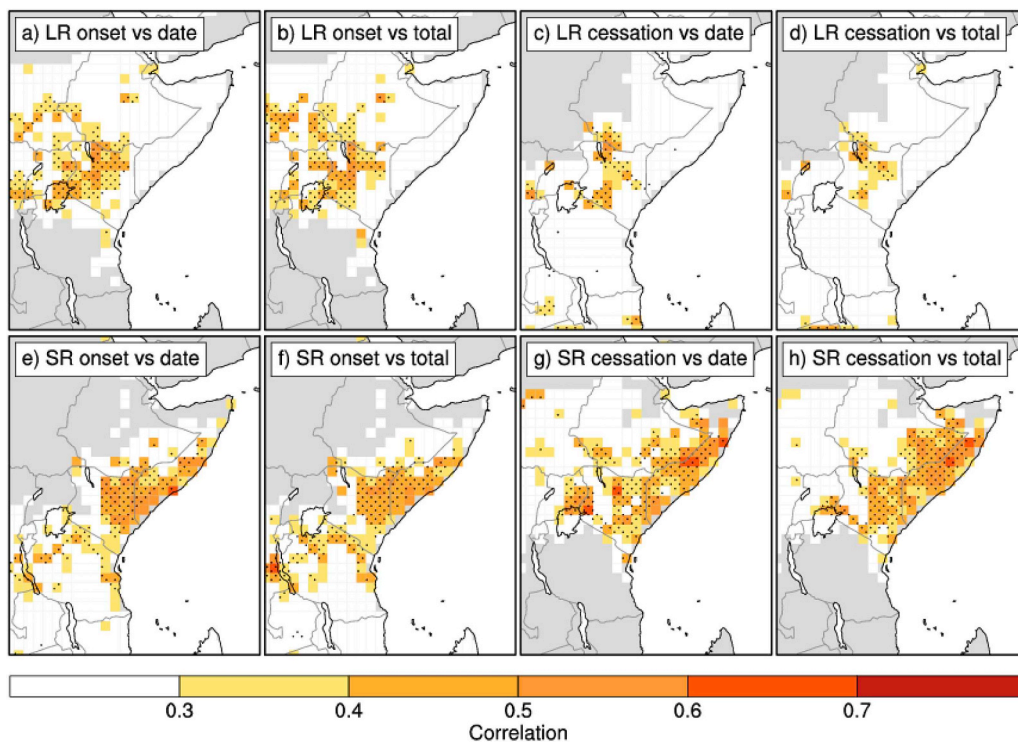 a) LR onset vs date
b) LR onset vs total
c) LR cessation vs date
d) LR cessation vs total
e) SR onset vs date
f) SR onset vs total
g) SR cessation vs date
h) SR cessation vs total
0.3 0.4 0.5 0.6 0.7
Correlation